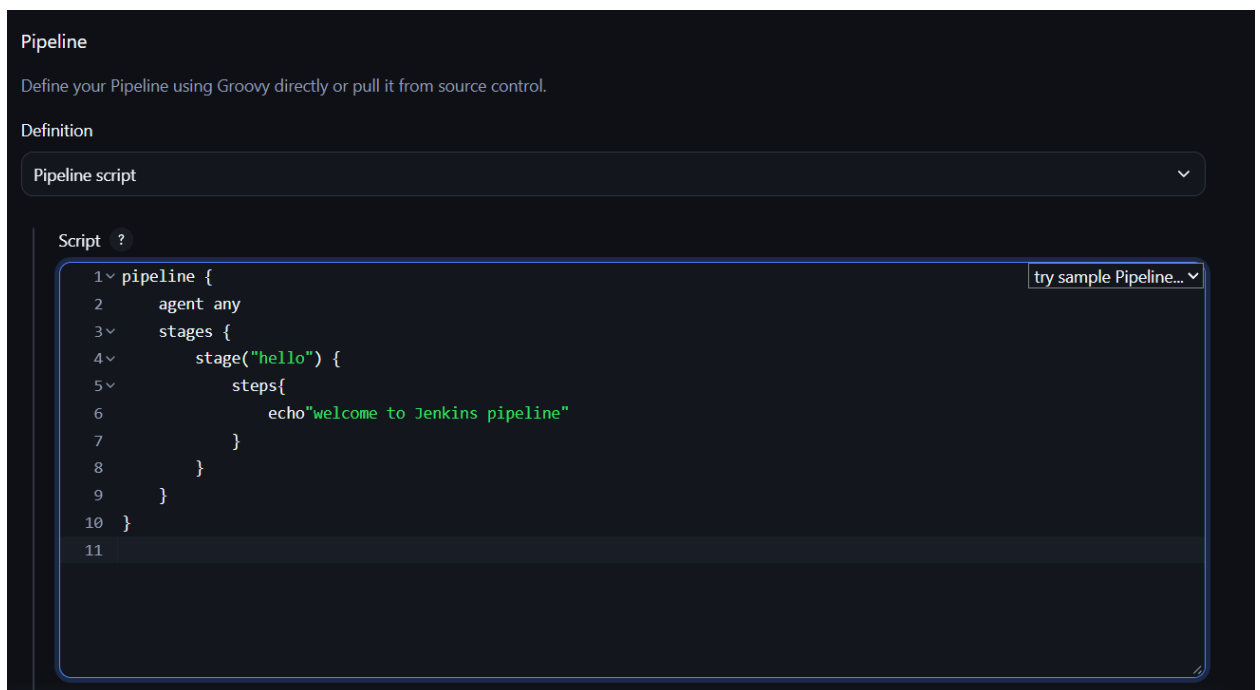 Pipeline
Define your Pipeline using Groovy directly or pull it from source control.
Definition
Pipeline script
Script ?
try sample Pipeline...
1 pipeline {
2     agent any
3     stages {
4         stage("hello") {
5             steps{
6                 echo"welcome to Jenkins pipeline"
7             }
8         }
9     }
10 }
11